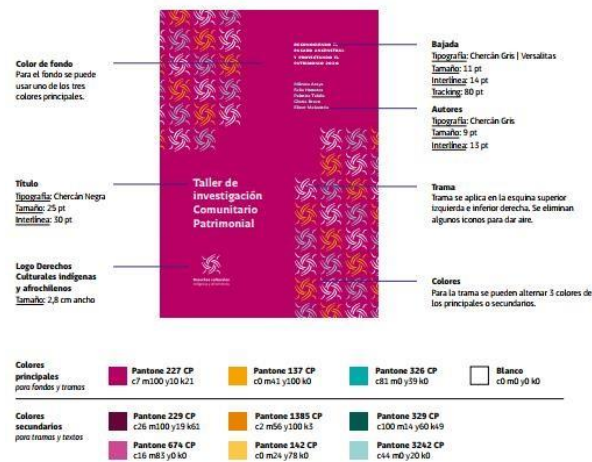 Color de fondo
Para el fondo se puede
usar uno de los tres
colores principales.
Título
Tipografía: Chercán Negra
Tamaño: 25 pt
Interlínea: 30 pt
Logo Derechos
Culturales indígenas
y afrochilenos
Tamaño: 2,8 cm ancho
Taller de
investigación
Comunitario
Patrimonial
Bajada
Tipografía: Chercán Gris | Versalitas
Tamaño: 11 pt
Interlínea: 14 pt
Tracking: 80 pt
Autores
Tipografía: Chercán Gris
Tamaño: 9 pt
Interlínea: 13 pt
Trama
Trama se aplica en la esquina superior
izquierda e inferior derecha. Se eliminan
algunos iconos para dar aire.
Colores
Para la trama se pueden alternar 3 colores de
los principales o secundarios.
Colores
principales
para fondos y tramas
Pantone 227 CP
c7 m100 y10 k21
Pantone 137 CP
c0 m41 y100 k0
Pantone 326 CP
c81 m0 y39 k0
Blanco
c0 m0 y0 k0
Colores
secundarios
para tramas y textos
Pantone 229 CP
c26 m100 y19 k61
Pantone 1385 CP
c2 m56 y100 k3
Pantone 329 CP
c100 m14 y60 k49
Pantone 674 CP
c16 m83 y0 k0
Pantone 142 CP
c0 m24 y78 k0
Pantone 3242 CP
c44 m0 y20 k0